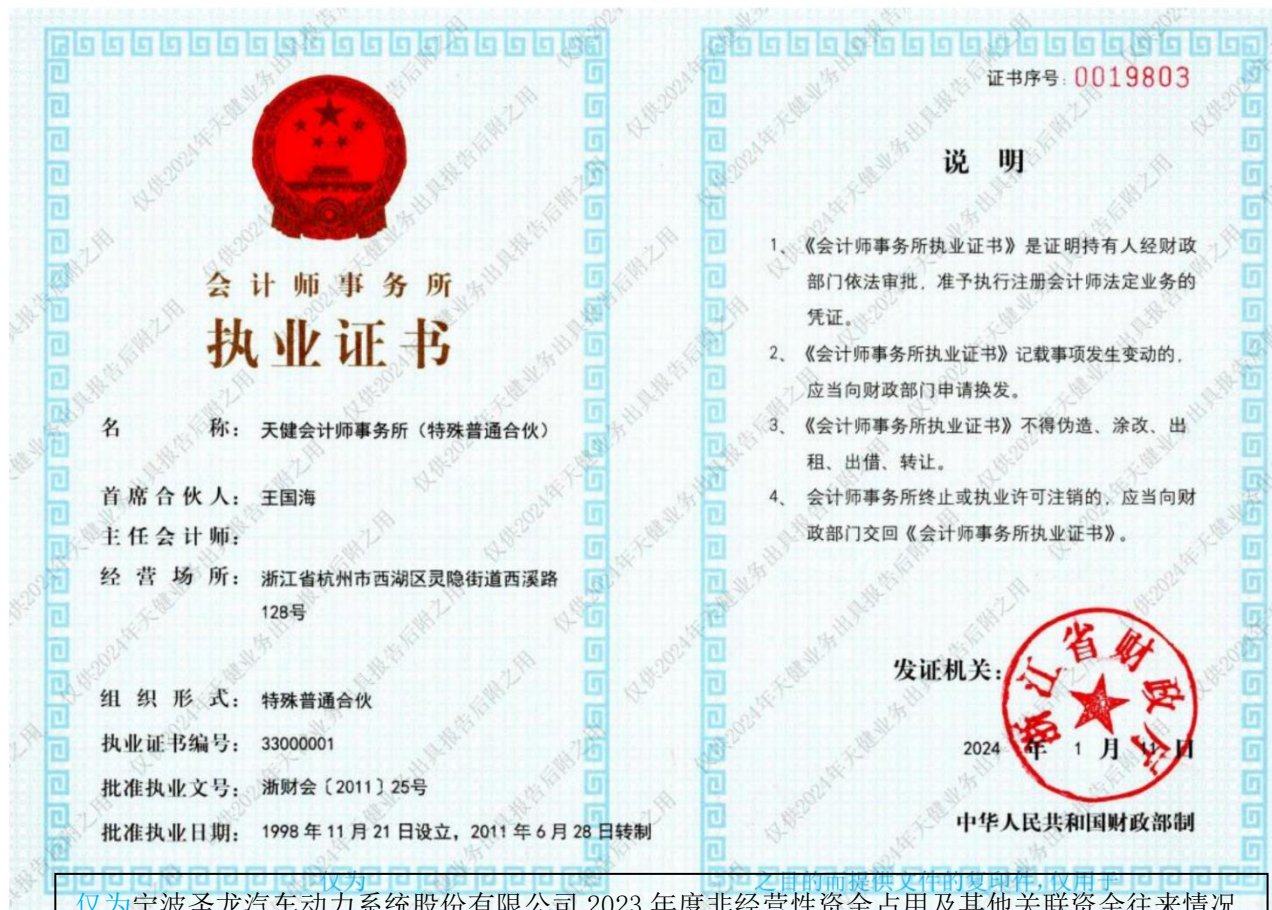 会计师事务所
执业证书
名 称： 天健会计师事务所（特殊普通合伙）
首席合伙人： 王国海
主任会计师：
经营场所： 浙江省杭州市西湖区灵隐街道西溪路
128号
组织形式： 特殊普通合伙
执业证书编号： 33000001
批准执业文号： 浙财会〔2011〕25号
批准执业日期： 1998年11月21日设立，2011年6月28日转制
证书序号：0019803
说 明
1、《会计师事务所执业证书》是证明持有人经财政
部门依法审批，准予执行注册会计师法定业务的
凭证。
2、《会计师事务所执业证书》记载事项发生变动的，
应当向财政部门申请换发。
3、《会计师事务所执业证书》不得伪造、涂改、出
租、出借、转让。
4、会计师事务所终止或执业许可注销的，应当向财
政部门交回《会计师事务所执业证书》。
发证机关：
浙江省财政厅
2024 年 1 月 11 日
中华人民共和国财政部制
仅供2024年天健业务出具报告后附之用
仅为 之目的而提供文件的复印件，仅用于
仅为宁波圣龙汽车动力系统股份有限公司 2023 年度非经营性资金占用及其他关联资金往来情况